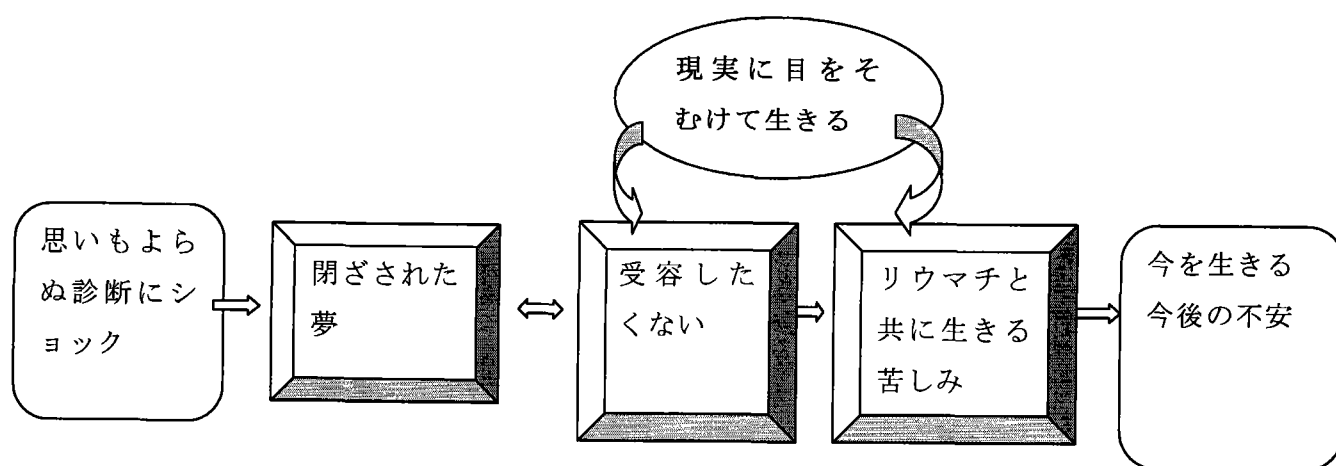 現実に目をそ
むけて生きる
思いもよら
ぬ診断にシ
ョック
閉ざされた
夢
受容した
くない
リウマチと
共に生きる
苦しみ
今を生きる
今後の不安